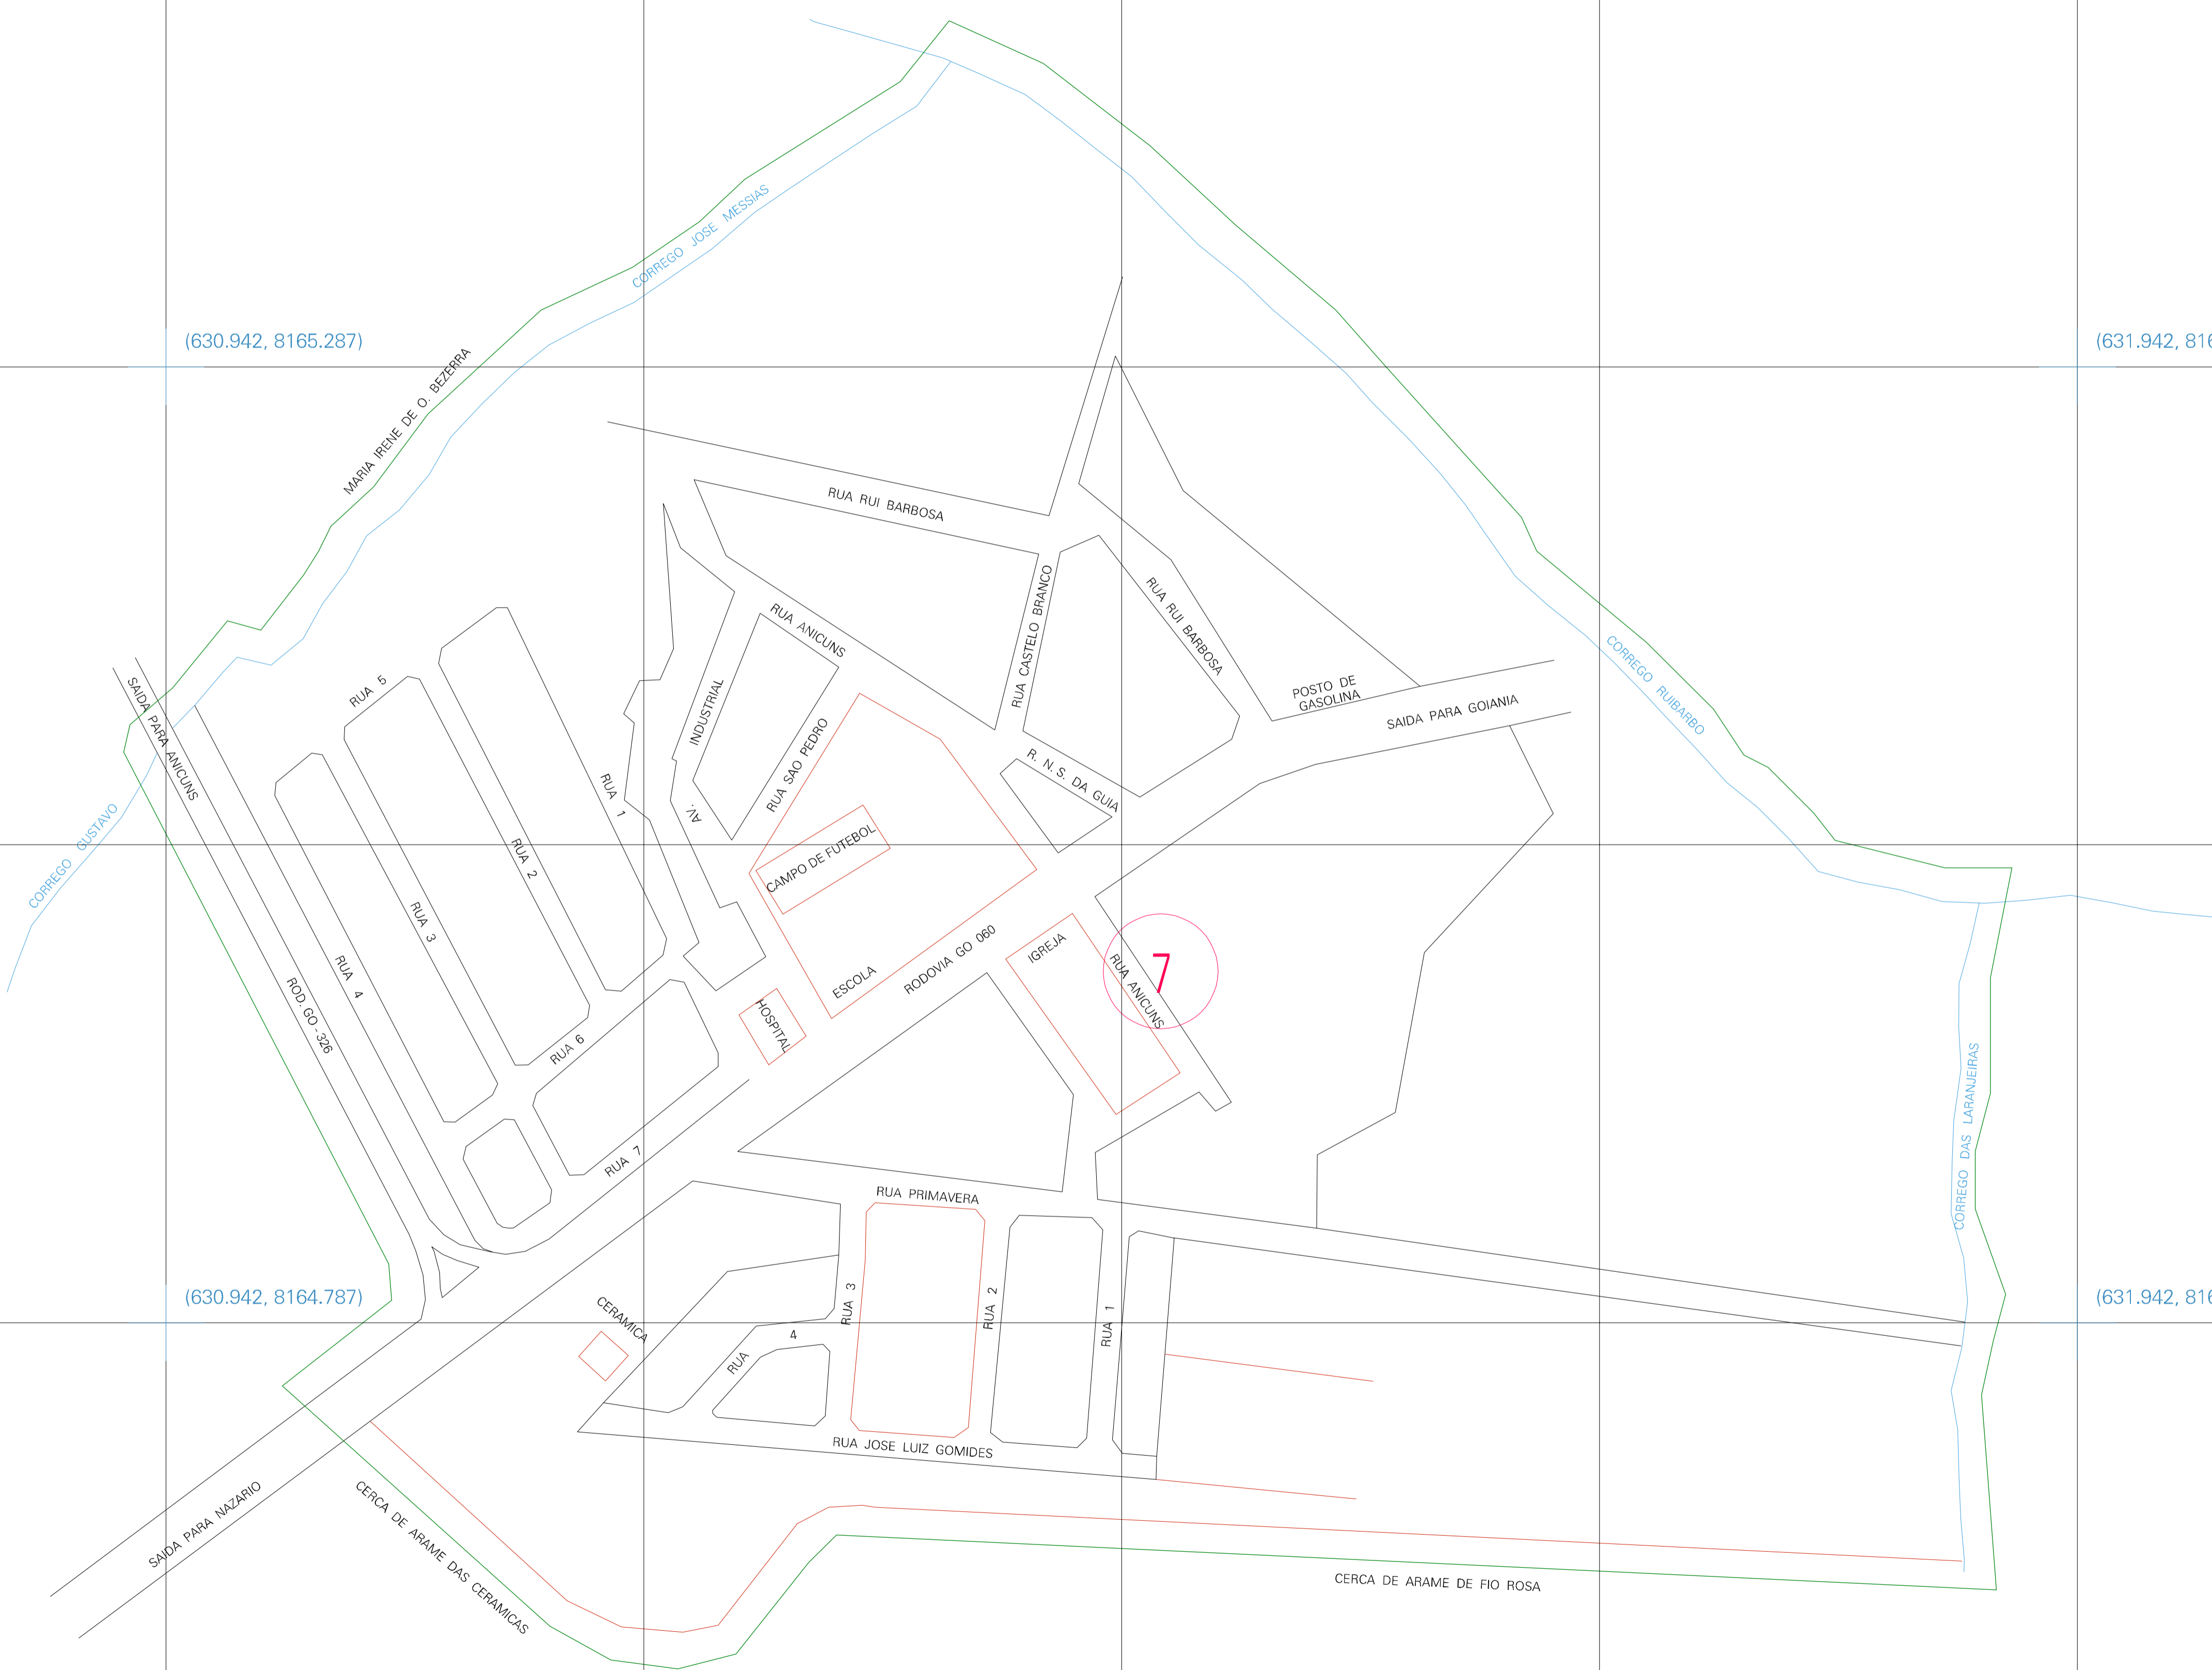 CORREGO JOSE MESSIAS
(630.942, 8165.287)
(631.942, 816
MARIA IRENE DE O. BEZERRA
RUA RUI BARBOSA
RUA CASTELO BRANCO
RUA RUI BARBOSA
RUA ANICUNS
CORREGO RUIBARBO
SAIDA PARA ANICUNS
RUA 5
INDUSTRIAL
AV.
RUA SAO PEDRO
POSTO DE
GASOLINA
SAIDA PARA GOIANIA
R. N. S. DA GUIA
RUA 1
RUA 2
RUA 3
RUA 4
CORREGO GUSTAVO
CAMPO DE FUTEBOL
ESCOLA
RODOVIA GO 060
IGREJA
7
RUA ANICUNS
ROD. GO - 326
HOSPITAL
RUA 6
RUA 7
CORREGO DAS LARANJEIRAS
RUA PRIMAVERA
(630.942, 8164.787)
(631.942, 816
CERAMICA
RUA 4
RUA 3
RUA 2
RUA 1
RUA JOSE LUIZ GOMIDES
SAIDA PARA NAZARIO
CERCA DE ARAME DAS CERAMICAS
CERCA DE ARAME DE FIO ROSA